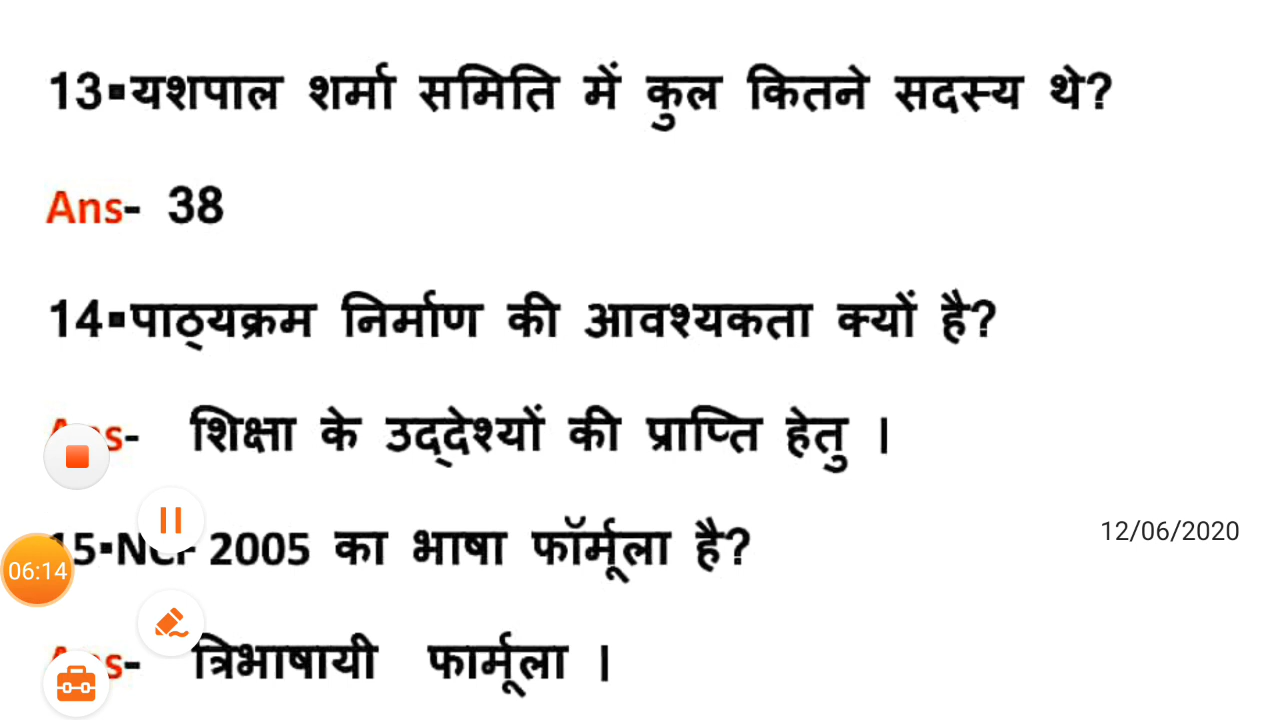 13▪यशपाल शर्मा समिति में कुल कितने सदस्य थे?
Ans- 38
14▪पाठ्यक्रम निर्माण की आवश्यकता क्यों है?
s- शिक्षा के उद्देश्यों की प्राप्ति हेतु ।
15▪ 2005 का भाषा फॉर्मूला है?
12/06/2020
06:14
s- त्रिभाषायी फार्मूला ।